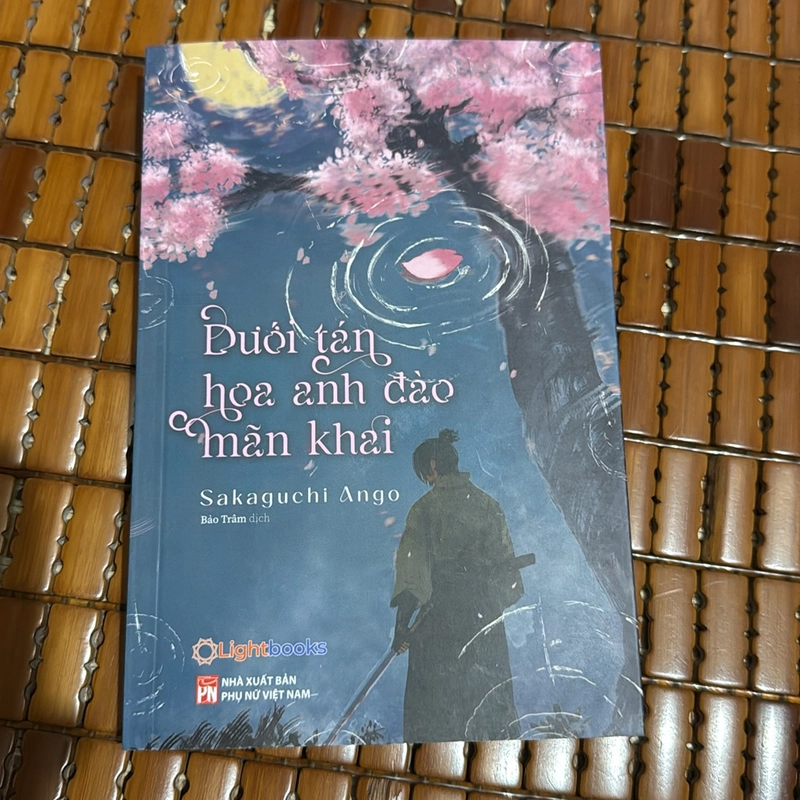 Dưới tán
hoa anh đào
mãn khai
Sakaguchi Ango
Bảo Trâm dịch
Lightbooks
PN
NHÀ XUẤT BẢN
PHỤ NỮ VIỆT NAM